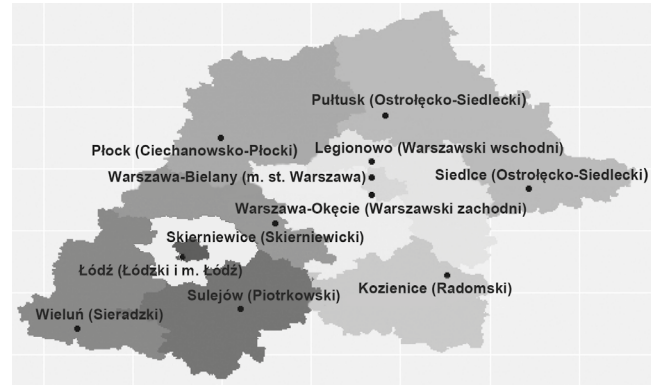 Pułtusk (Ostrołęcko-Siedlecki)
Płock (Ciechanowsko-Płocki)
Legionowo (Warszawski wschodni)
Warszawa-Bielany (m. st. Warszawa)
Siedlce (Ostrołęcko-Siedlecki)
Warszawa-Okęcie (Warszawski zachodni)
Skierniewice (Skierniewicki)
Łódź (Łódzki i m. Łódź)
Kozienice (Radomski)
Sulejów (Piotrkowski)
Wieluń (Sieradzki)